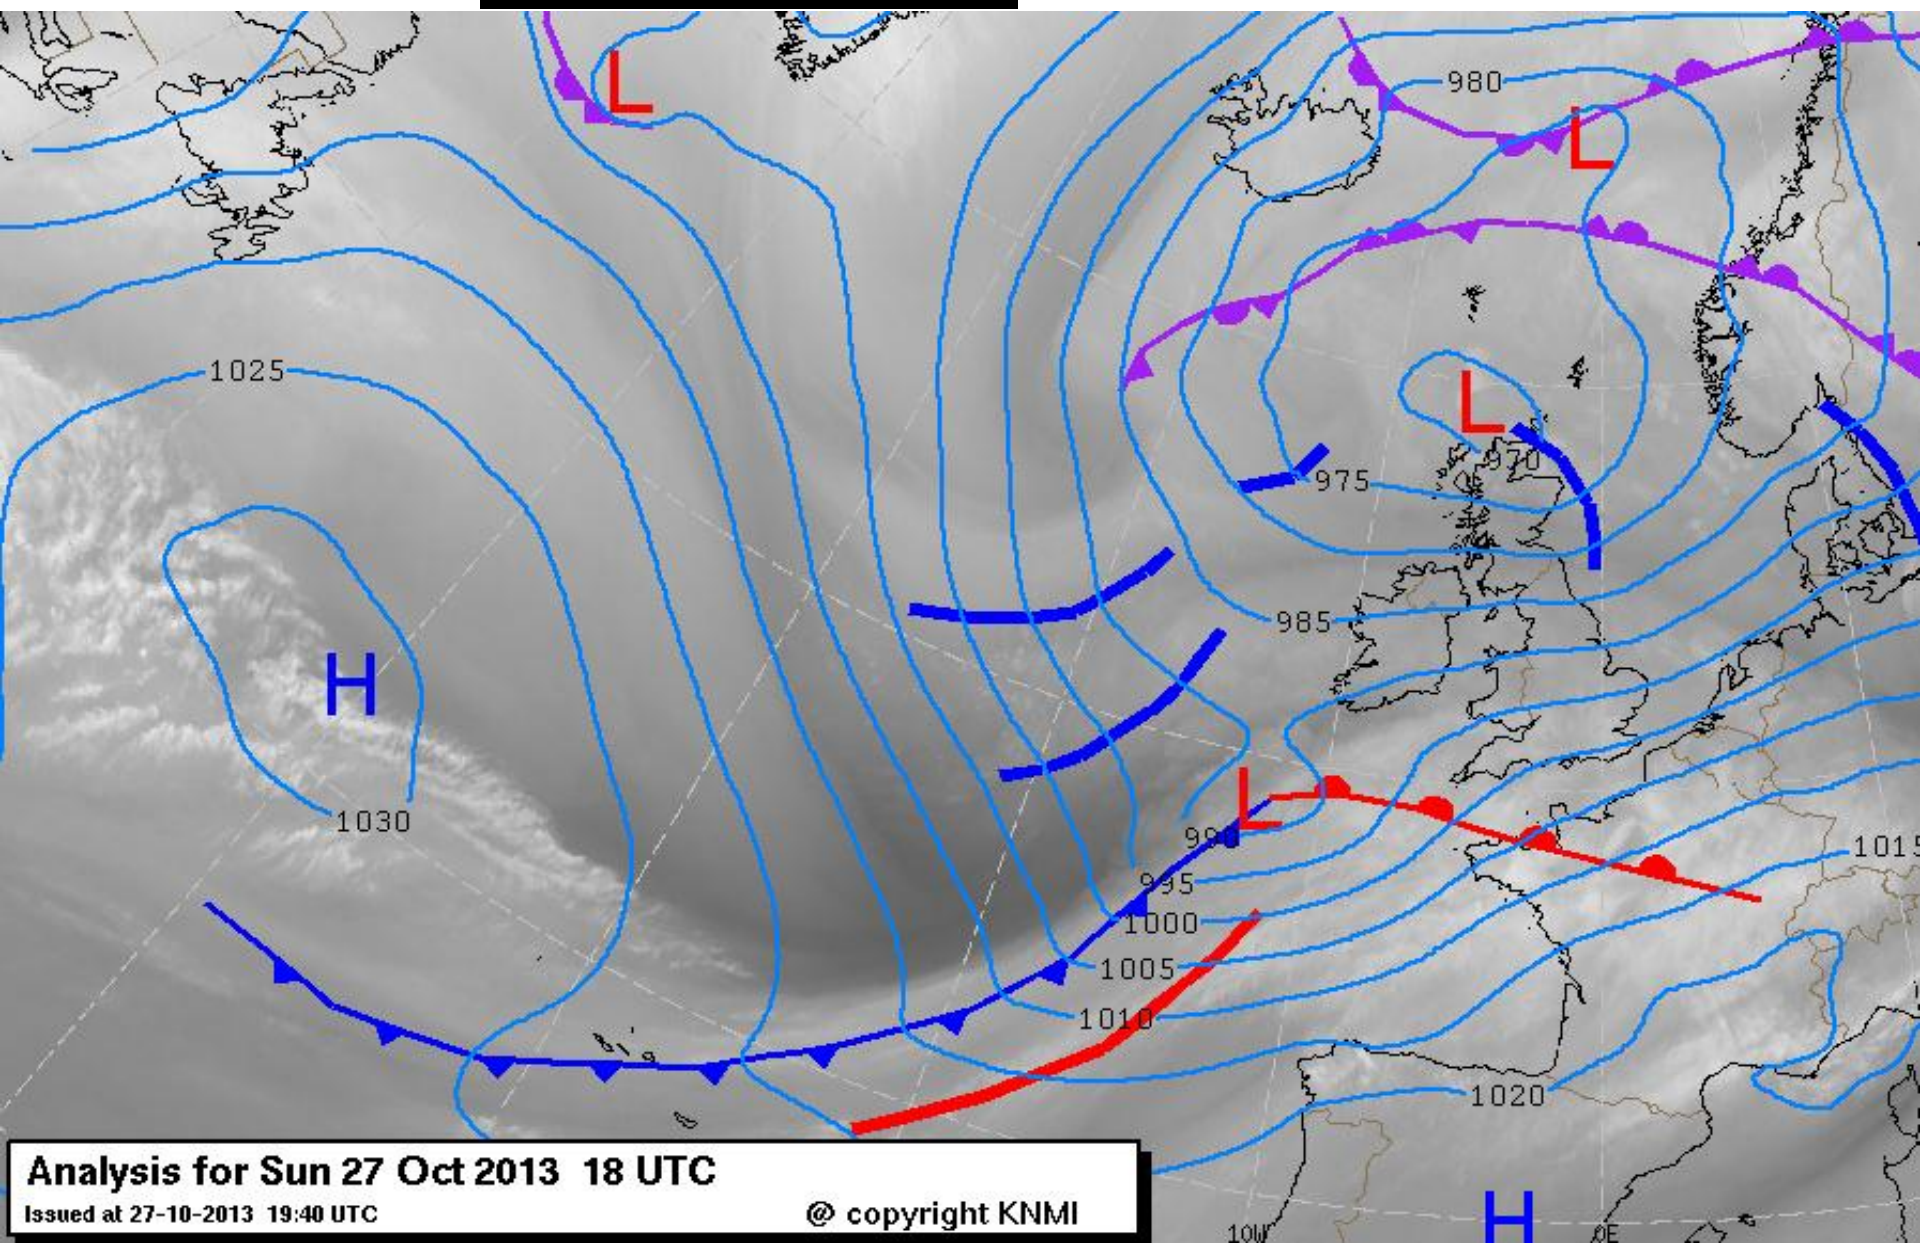 L
980
L
1025
L
970
975
985
H
L
1030
990
995
1015
1000
1005
1010
1020
Analysis for Sun 27 Oct 2013 18 UTC
Issued at 27-10-2013 19:40 UTC
@ copyright KNMI
H
10W
0E